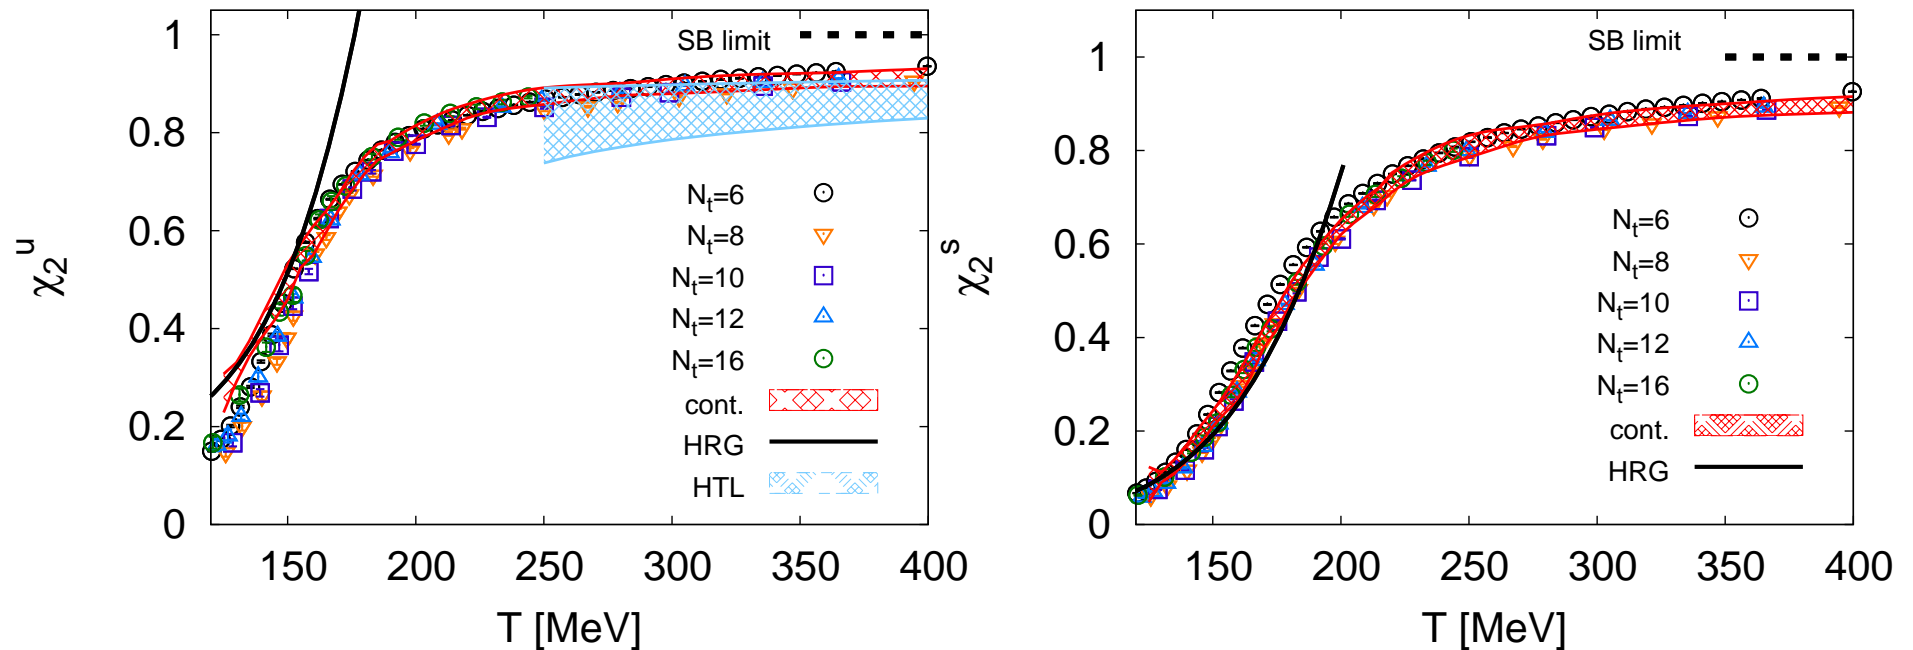 1
0.8
0.6
0.4
0.2
0
χ₂ᵘ
150 200 250 300 350 400
T [MeV]
SB limit
Nₜ=6
Nₜ=8
Nₜ=10
Nₜ=12
Nₜ=16
cont.
HRG
HTL
1
0.8
0.6
0.4
0.2
0
χ₂ˢ
150 200 250 300 350 400
T [MeV]
SB limit
Nₜ=6
Nₜ=8
Nₜ=10
Nₜ=12
Nₜ=16
cont.
HRG